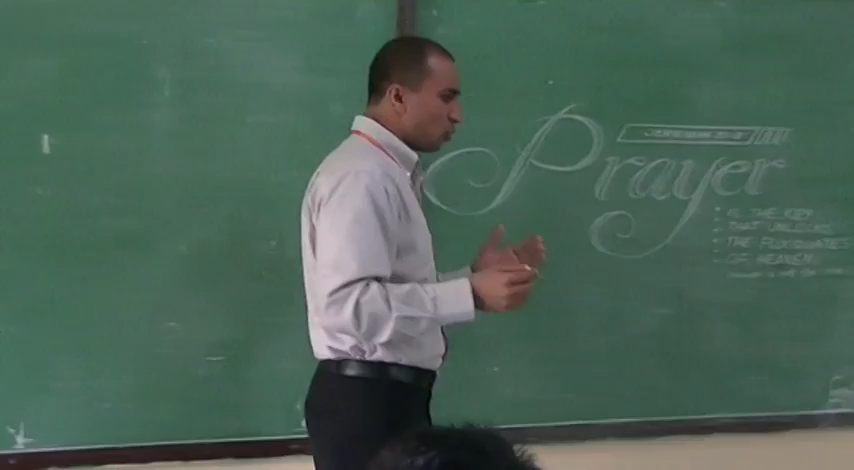 Prayer
IS THE KEY
THAT UNLOCKS
THE FLOODGATES
OF HEAVEN